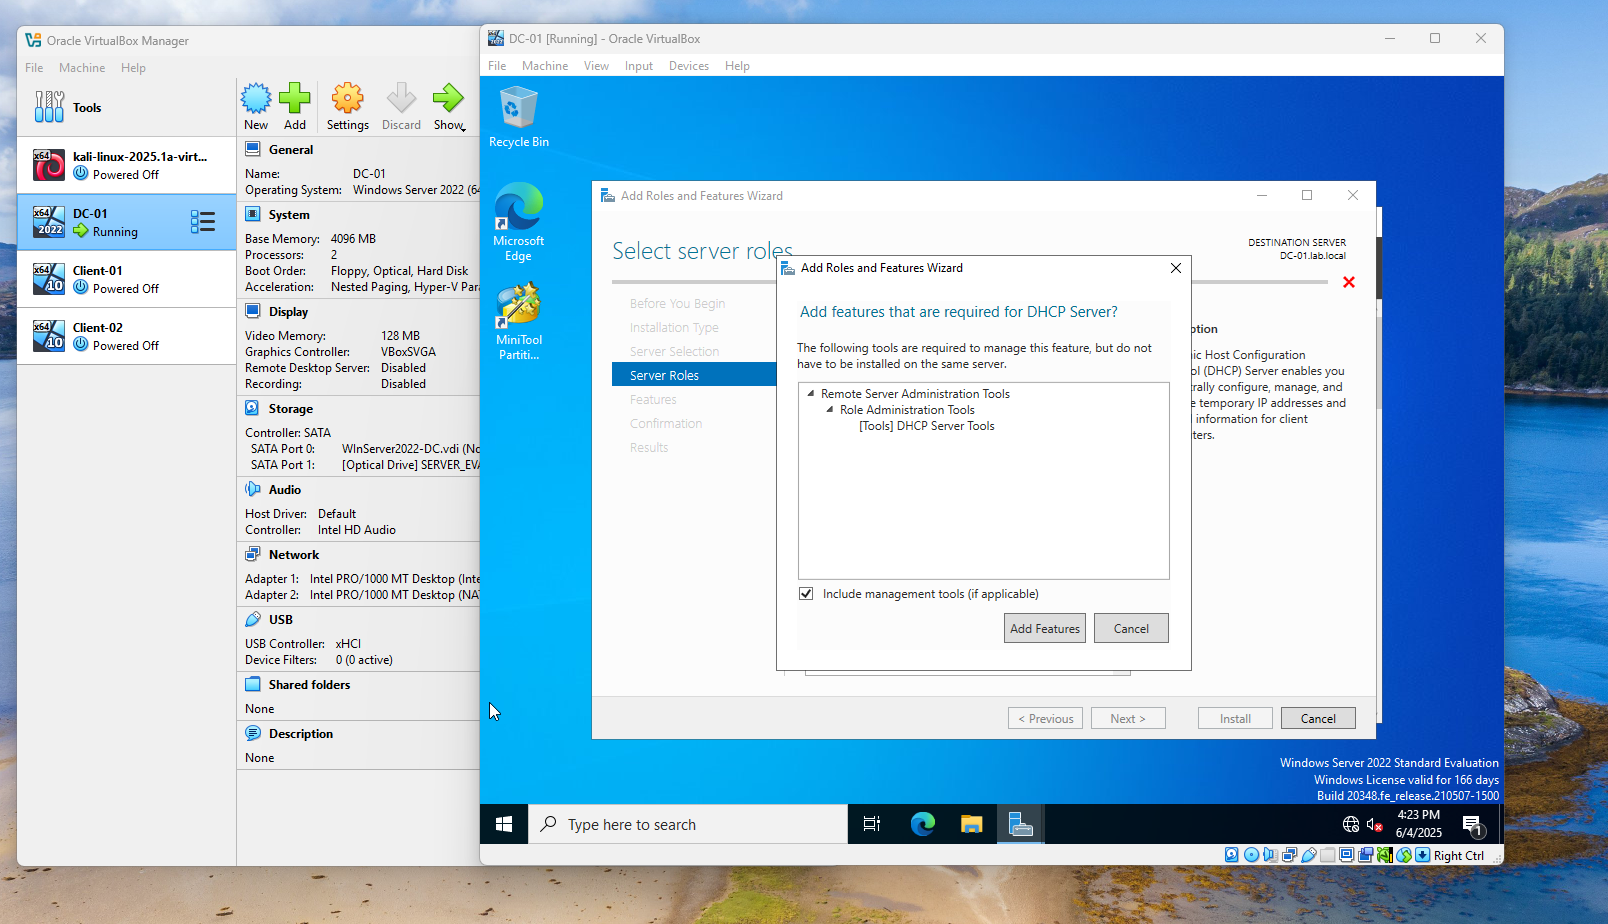 Oracle VirtualBox Manager
File Machine Help
Tools
New Add Settings Discard Show
x64
kali-linux-2025.1a-virt...
Powered Off
x64
2022
DC-01
Running
x64
10
Client-01
Powered Off
x64
10
Client-02
Powered Off
General
Name: DC-01
Operating System: Windows Server 2022 (64
System
Base Memory: 4096 MB
Processors: 2
Boot Order: Floppy, Optical, Hard Disk
Acceleration: Nested Paging, Hyper-V Para
Display
Video Memory: 128 MB
Graphics Controller: VBoxSVGA
Remote Desktop Server: Disabled
Recording: Disabled
Storage
Controller: SATA
SATA Port 0: WInServer2022-DC.vdi (No
SATA Port 1: [Optical Drive] SERVER_EVA
Audio
Host Driver: Default
Controller: Intel HD Audio
Network
Adapter 1: Intel PRO/1000 MT Desktop (Inte
Adapter 2: Intel PRO/1000 MT Desktop (NA
USB
USB Controller: xHCI
Device Filters: 0 (0 active)
Shared folders
None
Description
None
DC-01 [Running] - Oracle VirtualBox
File Machine View Input Devices Help
Recycle Bin
Microsoft
Edge
MiniTool
Partiti...
Add Roles and Features Wizard
Select server roles
DESTINATION SERVER
DC-01.lab.local
Before You Begin
Installation Type
Server Selection
Server Roles
Features
Confirmation
Results
ption
ic Host Configuration
ol (DHCP) Server enables you
rally configure, manage, and
e temporary IP addresses and
information for client
ters.
Add Roles and Features Wizard
Add features that are required for DHCP Server?
The following tools are required to manage this feature, but do not
have to be installed on the same server.
Remote Server Administration Tools
Role Administration Tools
[Tools] DHCP Server Tools
Include management tools (if applicable)
Add Features Cancel
< Previous Next > Install Cancel
Windows Server 2022 Standard Evaluation
Windows License valid for 166 days
Build 20348.fe_release.210507-1500
Type here to search
4:23 PM
6/4/2025
1
Right Ctrl